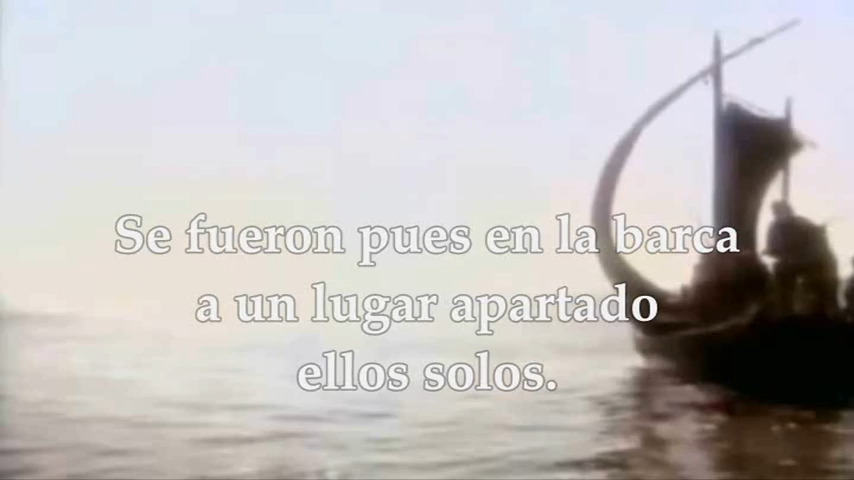 Se fueron pues en la barca
a un lugar apartado
ellos solos.